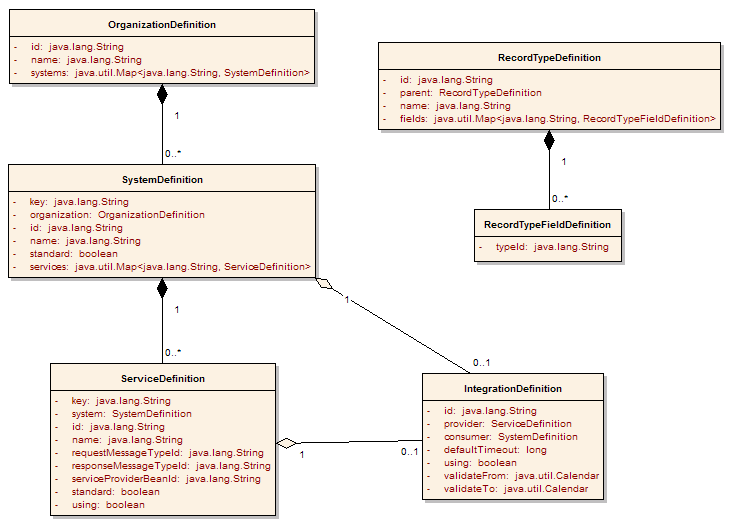 OrganizationDefinition
- id: java.lang.String
- name: java.lang.String
- systems: java.util.Map<java.lang.String, SystemDefinition>
1
0..*
SystemDefinition
- key: java.lang.String
- organization: OrganizationDefinition
- id: java.lang.String
- name: java.lang.String
- standard: boolean
- services: java.util.Map<java.lang.String, ServiceDefinition>
1
0..*
1
0..1
ServiceDefinition
- key: java.lang.String
- system: SystemDefinition
- id: java.lang.String
- name: java.lang.String
- requestMessageTypeId: java.lang.String
- responseMessageTypeId: java.lang.String
- serviceProviderBeanId: java.lang.String
- standard: boolean
- using: boolean
1
0..1
IntegrationDefinition
- id: java.lang.String
- provider: ServiceDefinition
- consumer: SystemDefinition
- defaultTimeout: long
- using: boolean
- validateFrom: java.util.Calendar
- validateTo: java.util.Calendar
RecordTypeDefinition
- id: java.lang.String
- parent: RecordTypeDefinition
- name: java.lang.String
- fields: java.util.Map<java.lang.String, RecordTypeFieldDefinition>
1
0..*
RecordTypeFieldDefinition
- typeId: java.lang.String